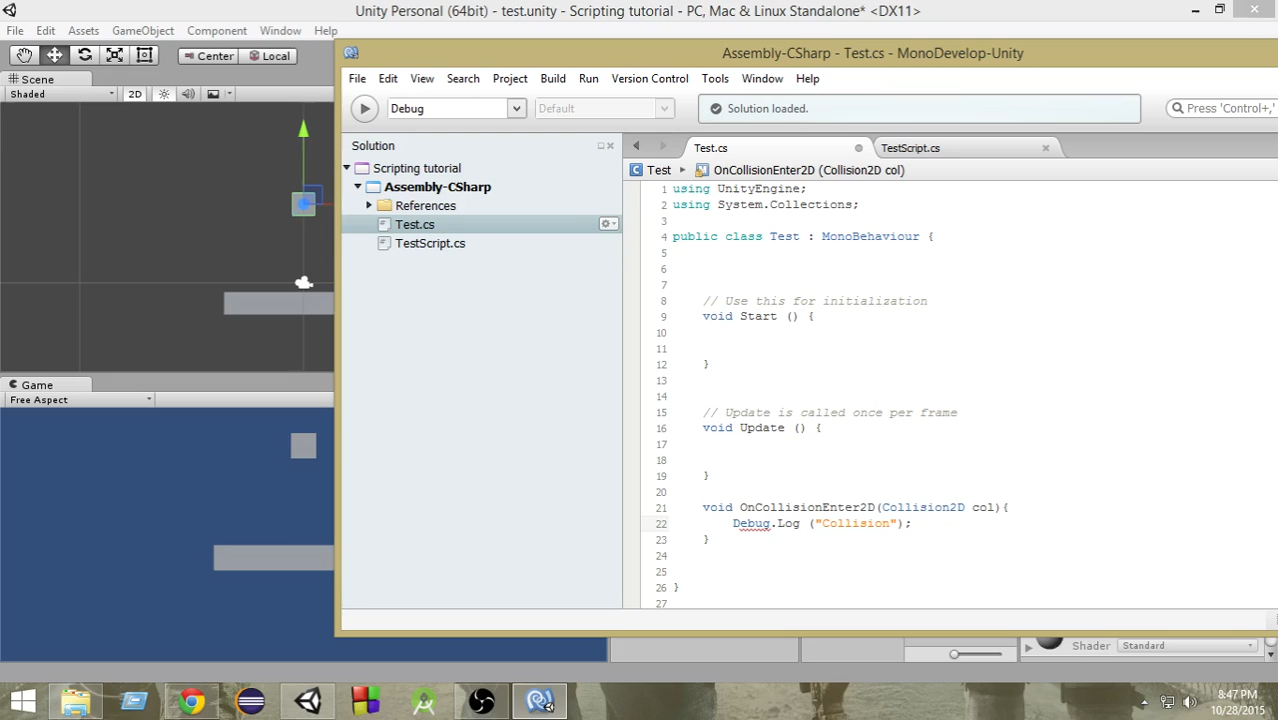 Unity Personal (64bit) - test.unity - Scripting tutorial - PC, Mac & Linux Standalone* <DX11>
File Edit Assets GameObject Component Window Help
Center Local
Scene
Shaded 2D
Game
Free Aspect
Assembly-CSharp - Test.cs - MonoDevelop-Unity
File Edit View Search Project Build Run Version Control Tools Window Help
Debug Default Solution loaded. Press 'Control+,'
Solution
Scripting tutorial
Assembly-CSharp
References
Test.cs
TestScript.cs
Test.cs TestScript.cs
Test OnCollisionEnter2D (Collision2D col)
1 using UnityEngine;
2 using System.Collections;
3
4 public class Test : MonoBehaviour {
5
6
7
8 // Use this for initialization
9 void Start () {
10
11
12 }
13
14
15 // Update is called once per frame
16 void Update () {
17
18
19 }
20
21 void OnCollisionEnter2D(Collision2D col){
22 Debug.Log ("Collision");
23 }
24
25
26 }
27
Shader Standard
8:47 PM
10/28/2015